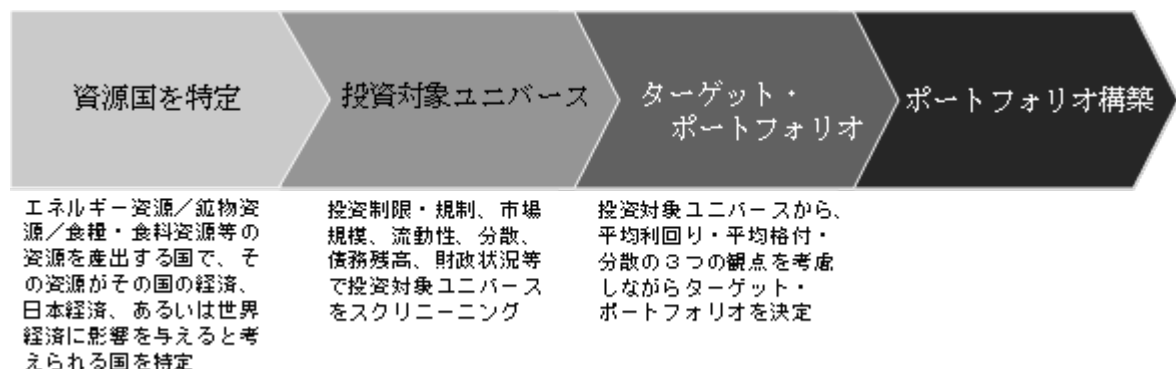 資源国を特定
投資対象ユニバース
ターゲット・
ポートフォリオ
ポートフォリオ構築
エネルギー資源／鉱物資
源／食糧・食料資源等の
資源を産出する国で、そ
の資源がその国の経済、
日本経済、あるいは世界
経済に影響を与えると考
えられる国を特定
投資制限・規制、市場
規模、流動性、分散、
債務残高、財政状況等
で投資対象ユニバース
をスクリーニング
投資対象ユニバースから、
平均利回り・平均格付・
分散の３つの観点を考慮
しながらターゲット・
ポートフォリオを決定